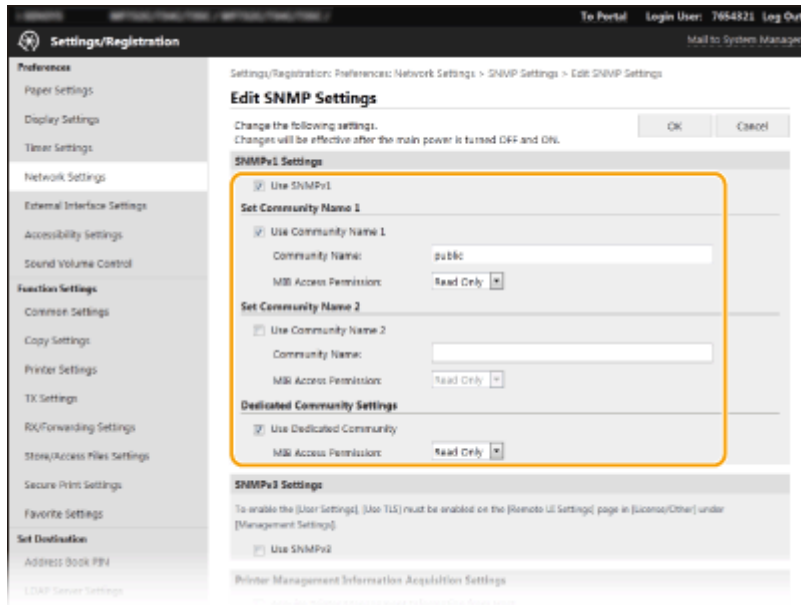 To Portal Login User: 7654321 Log Out
Settings/Registration
Mail to System Manager
Preferences
Paper Settings
Display Settings
Timer Settings
Network Settings
External Interface Settings
Accessibility Settings
Sound Volume Control
Function Settings
Common Settings
Copy Settings
Printer Settings
TX Settings
RX/Forwarding Settings
Store/Access Files Settings
Secure Print Settings
Favorite Settings
Set Destination
Address Book PIN
LDAP Server Settings
Settings/Registration: Preferences: Network Settings > SNMP Settings > Edit SNMP Settings
Edit SNMP Settings
Change the following settings.
Changes will be effective after the main power is turned OFF and ON.
OK Cancel
SNMPv1 Settings
Use SNMPv1
Set Community Name 1
Use Community Name 1
Community Name: public
MIB Access Permission: Read Only
Set Community Name 2
Use Community Name 2
Community Name:
MIB Access Permission: Read Only
Dedicated Community Settings
Use Dedicated Community
MIB Access Permission: Read Only
SNMPv3 Settings
To enable the [User Settings], [Use TLS] must be enabled on the [Remote UI Settings] page in [License/Other] under
[Management Settings].
Use SNMPv3
Printer Management Information Acquisition Settings